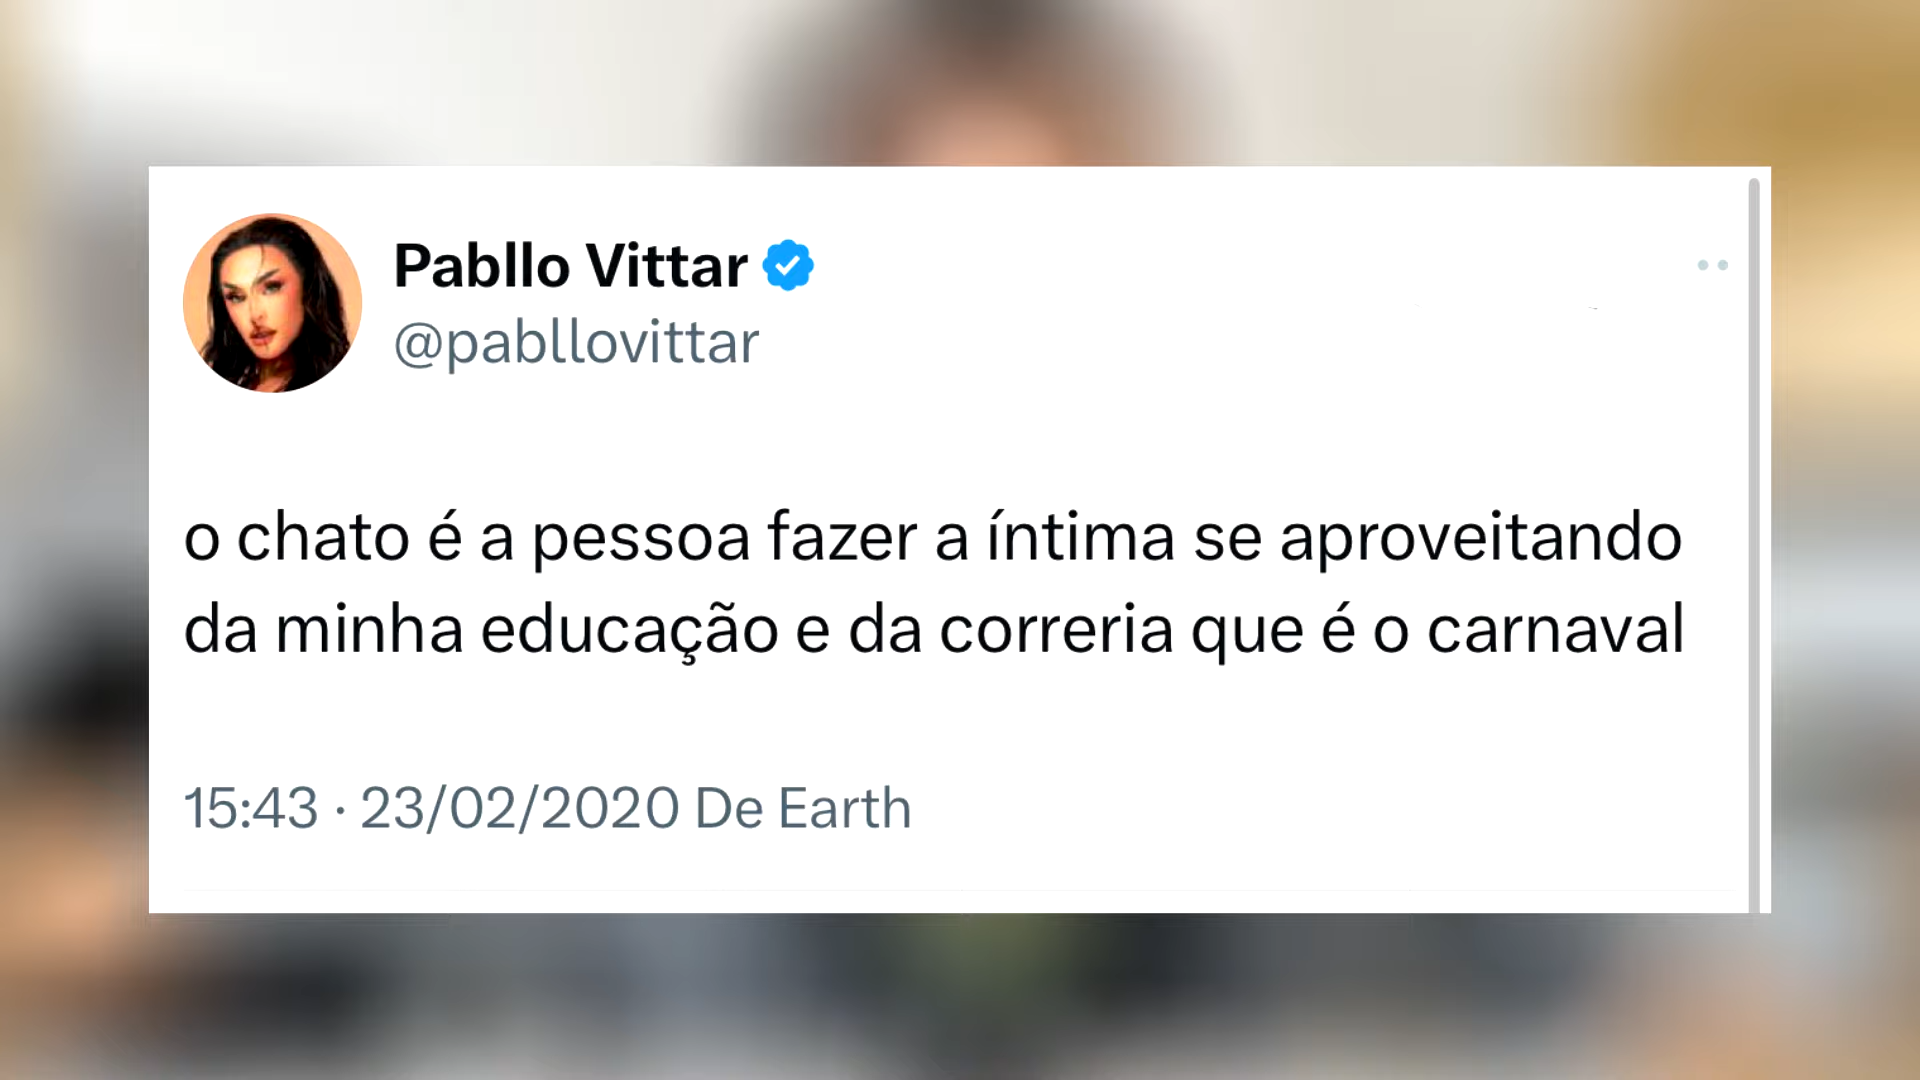 Pabllo Vittar
@pabllovittar
o chato é a pessoa fazer a íntima se aproveitando
da minha educação e da correria que é o carnaval
15:43 · 23/02/2020 De Earth